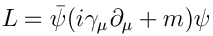 L = \bar{\psi}(i\gamma_\mu \partial_\mu + m)\psi